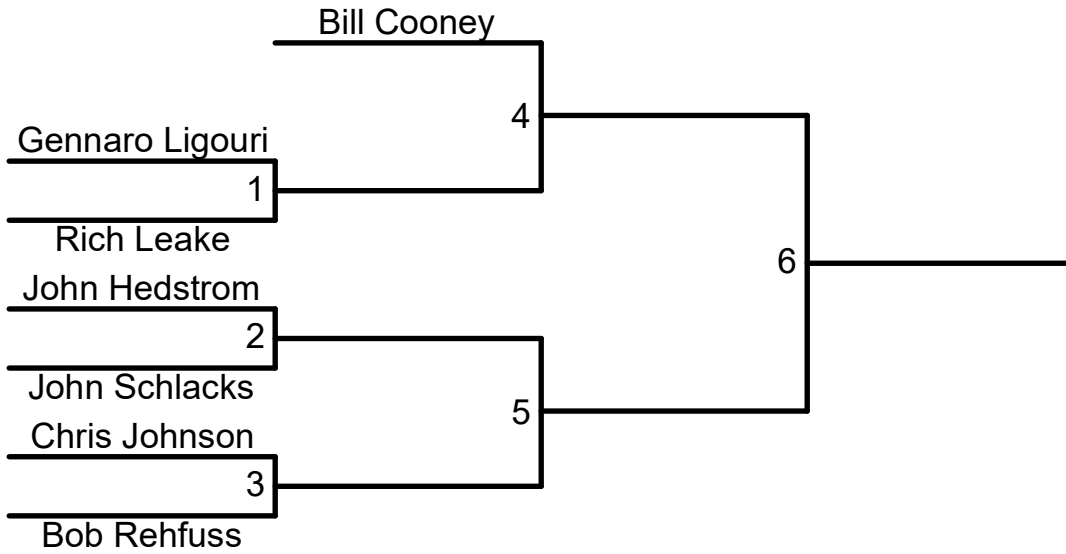 Bill Cooney
4
Gennaro Ligouri
1
Rich Leake
6
John Hedstrom
2
John Schlacks
5
Chris Johnson
3
Bob Rehfuss